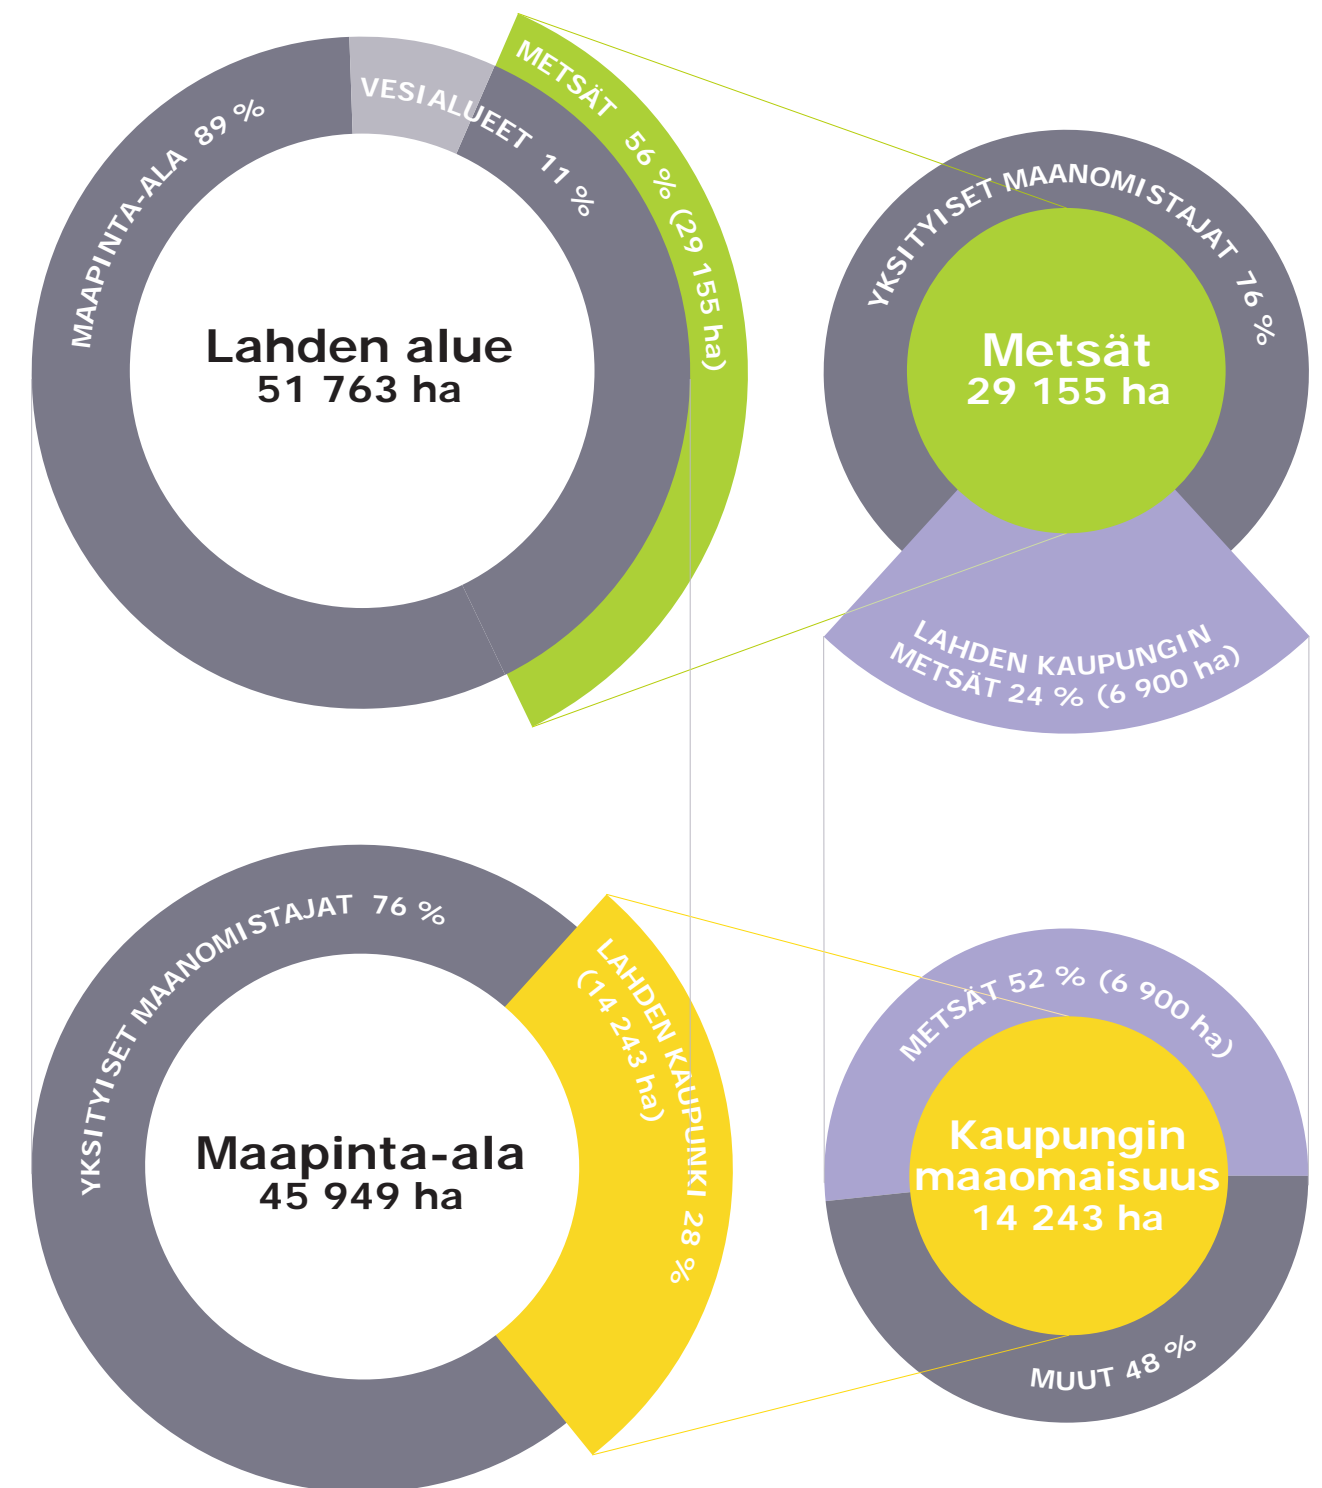 MAAPINTA-ALA 89 %
VESIALUEET 11 %
METSÄT 56 % (29 155 ha)
Lahden alue
51 763 ha
YKSITYISET MAANOMISTAJAT 76 %
Metsät
29 155 ha
LAHDEN KAUPUNGIN
METSÄT 24 % (6 900 ha)
YKSITYISET MAANOMISTAJAT 76 %
LAHDEN KAUPUNKI 28 %
(14 243 ha)
Maapinta-ala
45 949 ha
METSÄT 52 % (6 900 ha)
Kaupungin
maaomaisuus
14 243 ha
MUUT 48 %